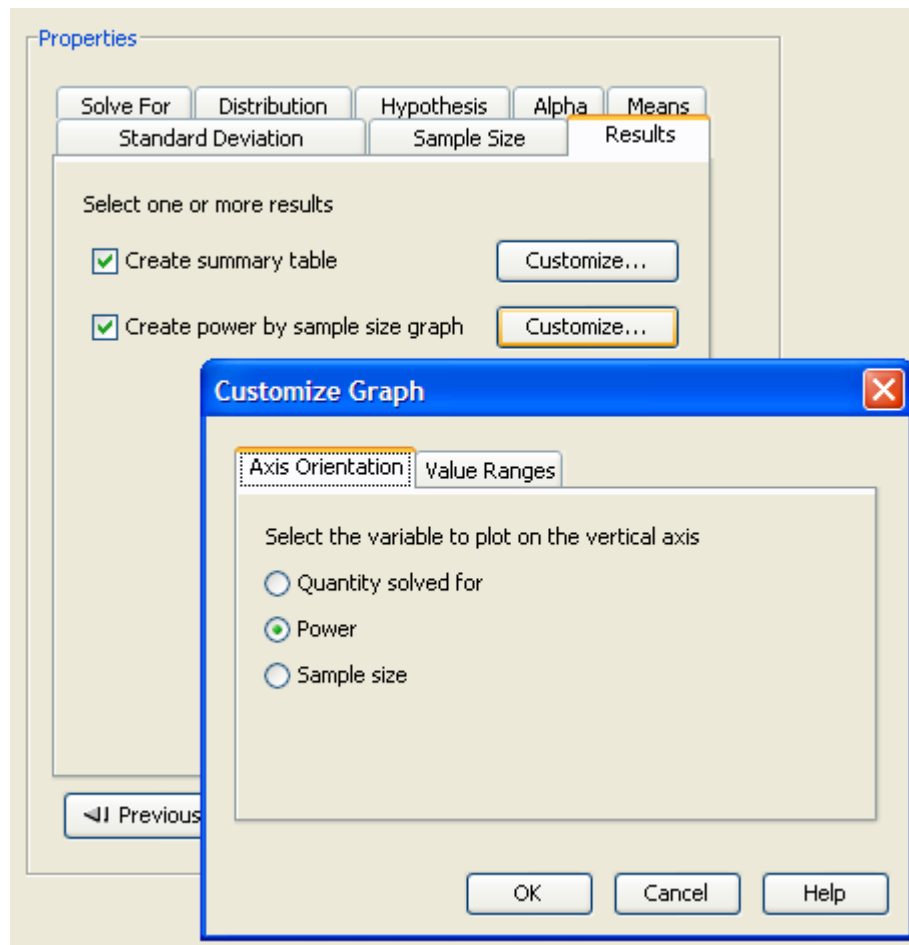 Properties
Solve For Distribution Hypothesis Alpha Means
Standard Deviation Sample Size Results
Select one or more results
Create summary table Customize...
Create power by sample size graph Customize...
Customize Graph
Axis Orientation Value Ranges
Select the variable to plot on the vertical axis
Quantity solved for
Power
Sample size
Previous
OK Cancel Help